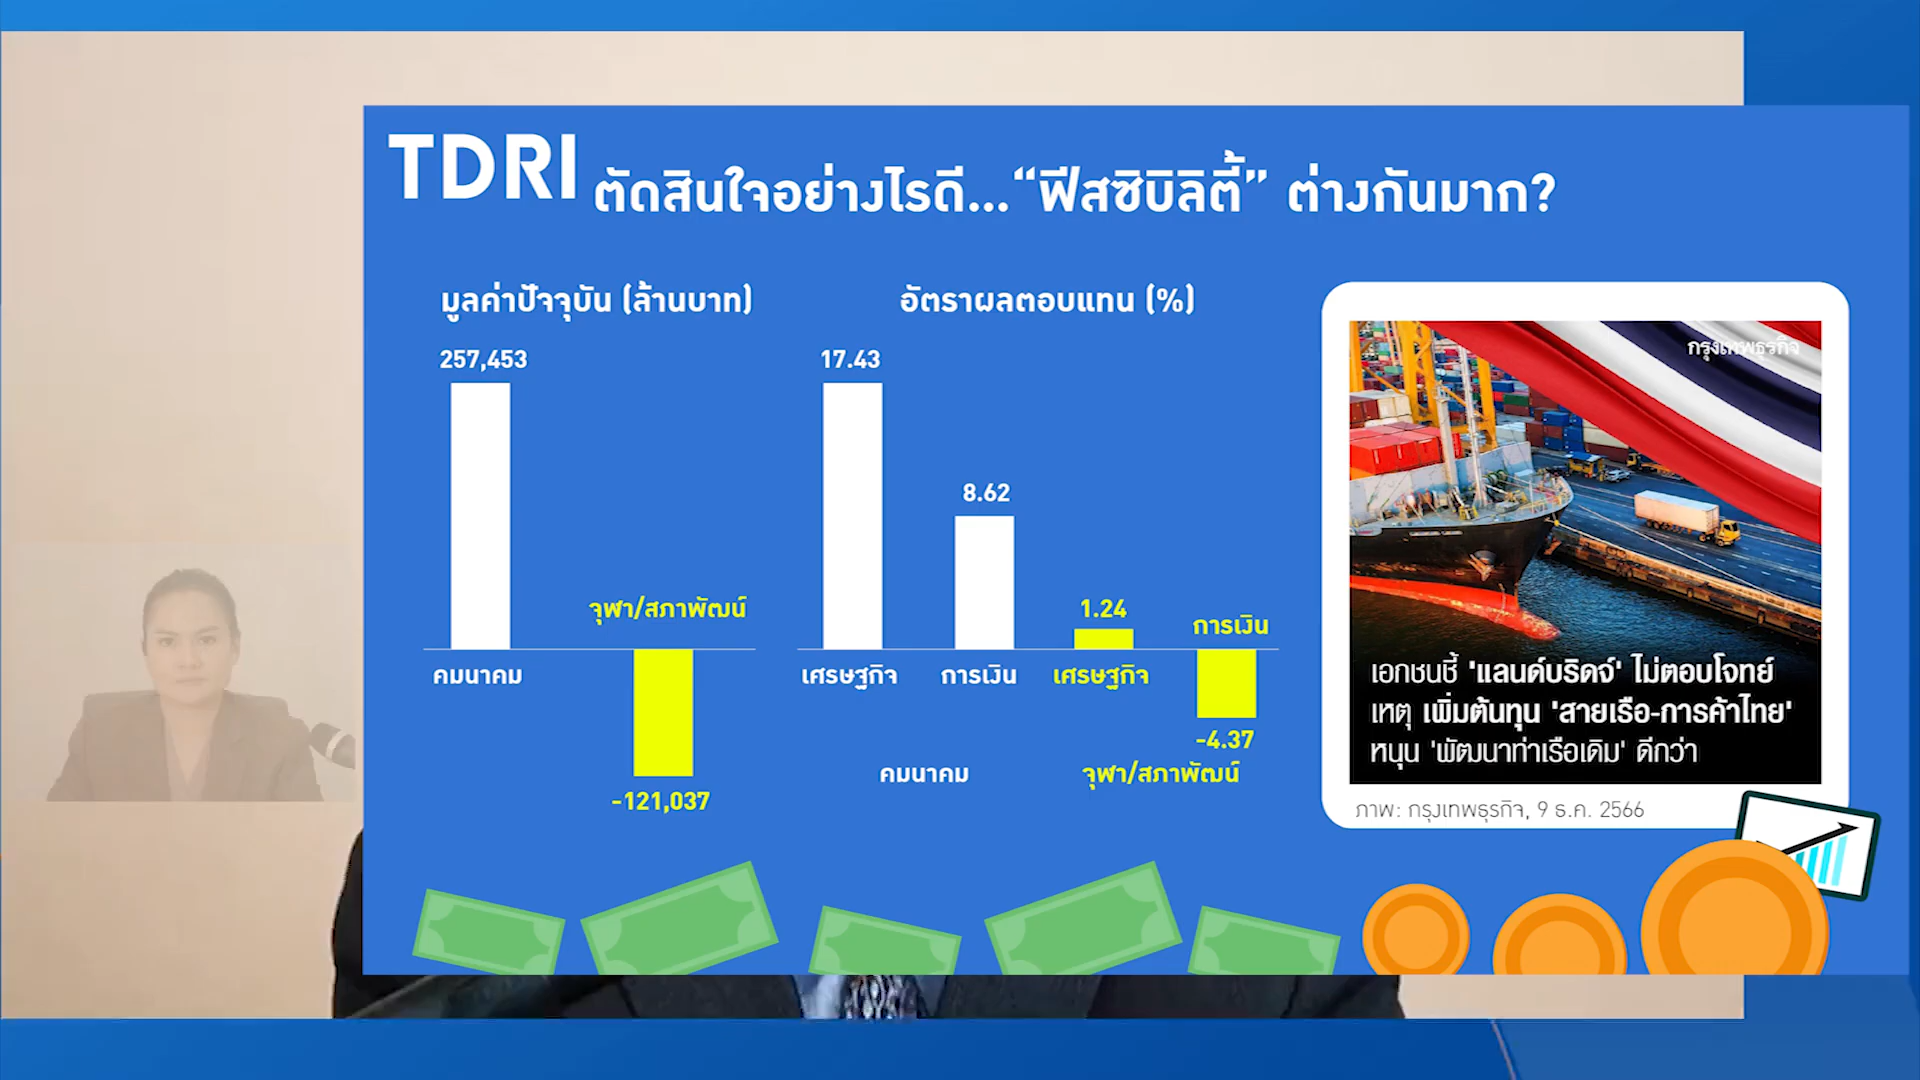 TDRI ตัดสินใจอย่างไรดี...“ฟีสซิบิลิตี้” ต่างกันมาก?
มูลค่าปัจจุบัน (ล้านบาท)
257,453
จุฬา/สภาพัฒน์
คมนาคม
-121,037
อัตราผลตอบแทน (%)
17.43
8.62
1.24
การเงิน
เศรษฐกิจ
การเงิน
เศรษฐกิจ
-4.37
คมนาคม
จุฬา/สภาพัฒน์
กรุงเทพธุรกิจ
เอกชนชี้ 'แลนด์บริดจ์' ไม่ตอบโจทย์
เหตุ เพิ่มต้นทุน 'สายเรือ-การค้าไทย'
หนุน 'พัฒนาท่าเรือเดิม' ดีกว่า
ภาพ: กรุงเทพธุรกิจ, 9 ธ.ค. 2566